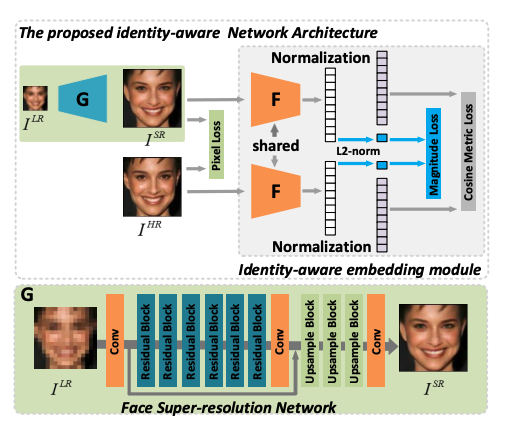 The proposed identity-aware Network Architecture
Normalization
G
F
I^{LR}
I^{SR}
Pixel Loss
shared
L2-norm
Magnitude Loss
Cosine Metric Loss
F
I^{HR}
Normalization
Identity-aware embedding module
G
Conv
Residual Block
Residual Block
Residual Block
Residual Block
Residual Block
Residual Block
Conv
Upsample Block
Upsample Block
Upsample Block
Conv
I^{LR}
I^{SR}
Face Super-resolution Network